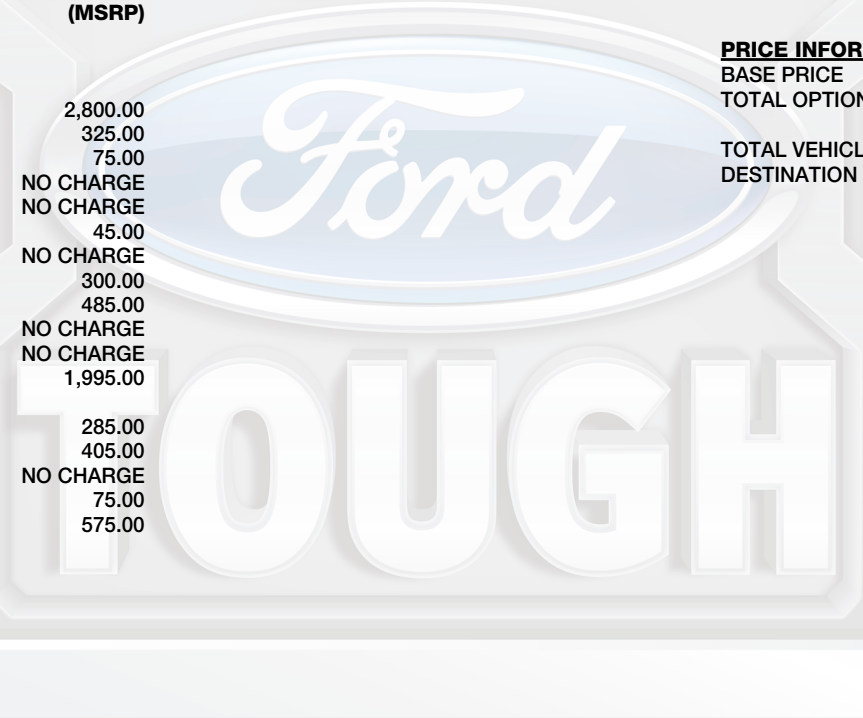 (MSRP)
2,800.00
325.00
75.00
NO CHARGE
NO CHARGE
45.00
NO CHARGE
300.00
485.00
NO CHARGE
NO CHARGE
1,995.00
285.00
405.00
NO CHARGE
75.00
575.00
PRICE INFOR
BASE PRICE
TOTAL OPTION
TOTAL VEHICL
DESTINATION
Ford
TOUGH